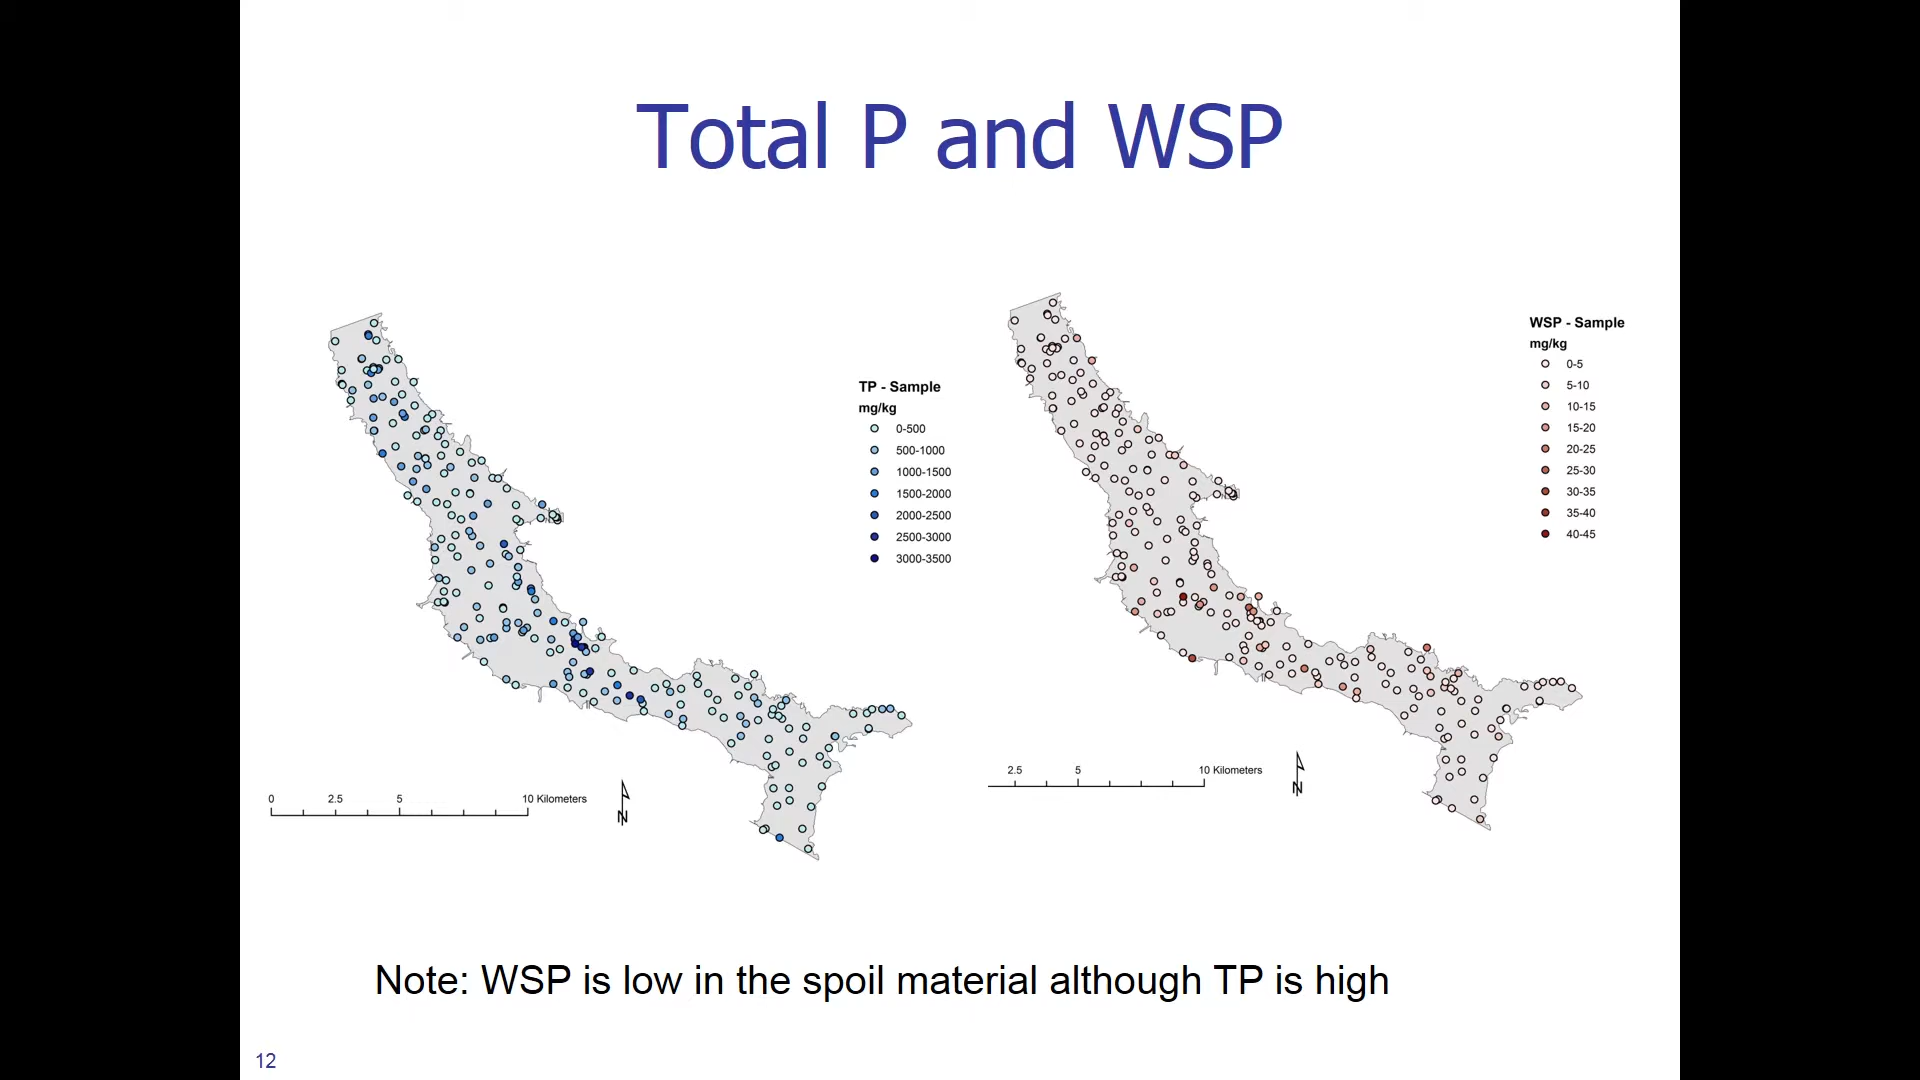 Total P and WSP
TP - Sample
mg/kg
0-500
500-1000
1000-1500
1500-2000
2000-2500
2500-3000
3000-3500
0 2.5 5 10 Kilometers
N
WSP - Sample
mg/kg
0-5
5-10
10-15
15-20
20-25
25-30
30-35
35-40
40-45
2.5 5 10 Kilometers
N
Note: WSP is low in the spoil material although TP is high
12